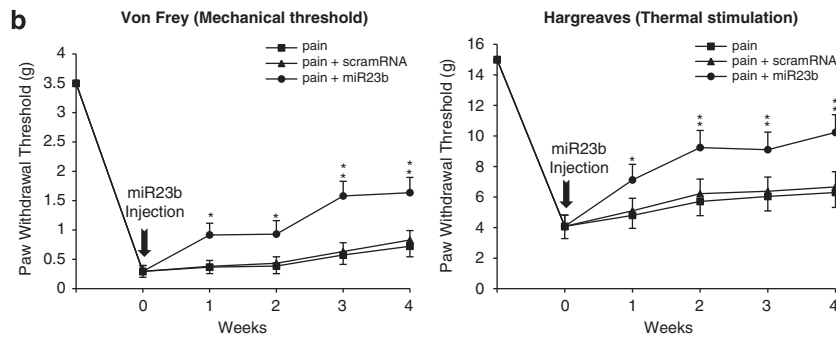 b
Von Frey (Mechanical threshold)
Paw Withdrawal Threshold (g)
4
3.5
3
2.5
2
1.5
1
0.5
0
pain
pain + scramRNA
pain + miR23b
miR23b
Injection
*
*
*
*
*
*
0 1 2 3 4
Weeks
Hargreaves (Thermal stimulation)
Paw Withdrawal Threshold (g)
16
14
12
10
8
6
4
2
0
pain
pain + scramRNA
pain + miR23b
miR23b
Injection
*
*
*
*
*
*
*
0 1 2 3 4
Weeks